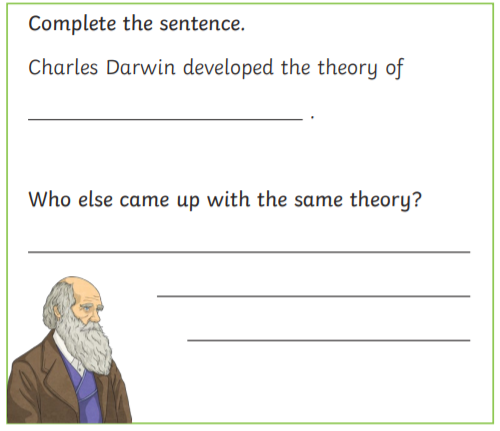 Complete the sentence.
Charles Darwin developed the theory of
.
Who else came up with the same theory?